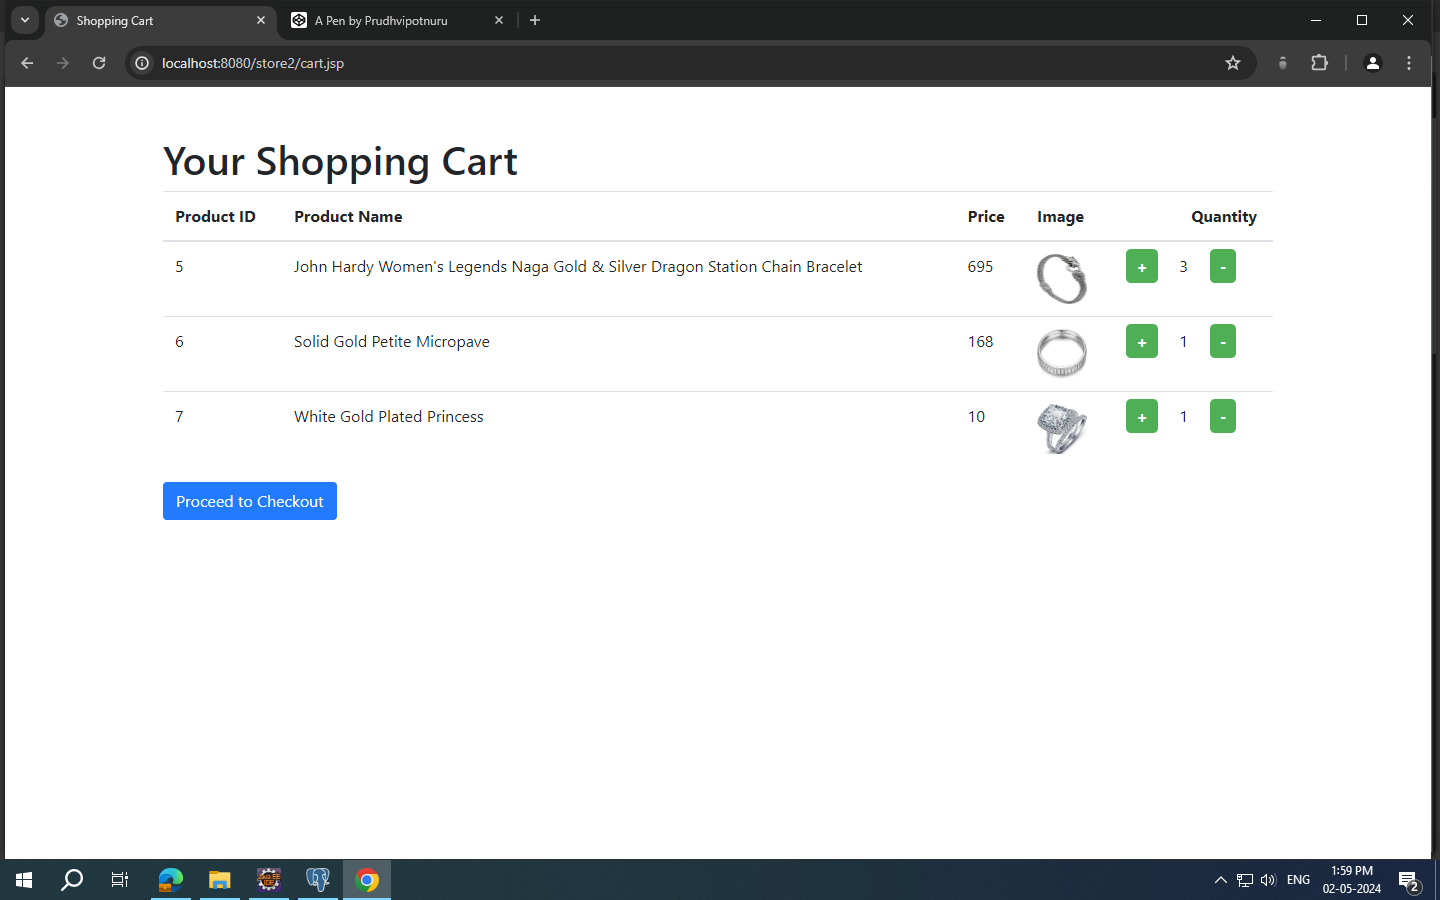 Shopping Cart
A Pen by Prudhvipotnuru
localhost:8080/store2/cart.jsp
Your Shopping Cart
Product ID Product Name Price Image Quantity
5 John Hardy Women's Legends Naga Gold & Silver Dragon Station Chain Bracelet 695 + 3 -
6 Solid Gold Petite Micropave 168 + 1 -
7 White Gold Plated Princess 10 + 1 -
Proceed to Checkout
ENG
1:59 PM
02-05-2024
2